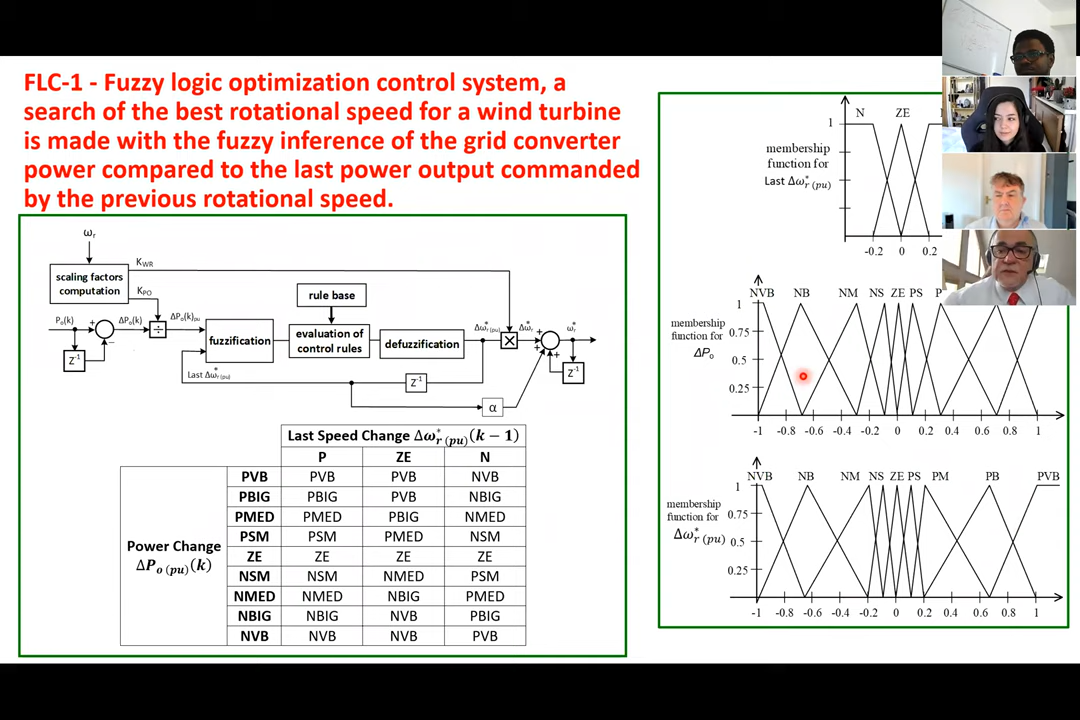 FLC-1 - Fuzzy logic optimization control system, a
search of the best rotational speed for a wind turbine
is made with the fuzzy inference of the grid converter
power compared to the last power output commanded
by the previous rotational speed.
ωr
scaling factors
computation
KWR
KPO
Po(k)
+
−
ΔPo(k)
÷
ΔPo(k)pu
Z-1
fuzzification
rule base
evaluation of
control rules
defuzzification
Δω*r (pu)
X
Δω*r
+
+
+
ω*r
Z-1
Last Δω*r (pu)
Z-1
α
Last Speed Change Δω*r (pu)(k − 1)
P ZE N
Power Change
ΔPo (pu)(k)
PVB PVB PVB NVB
PBIG PBIG PVB NBIG
PMED PMED PBIG NMED
PSM PSM PMED NSM
ZE ZE ZE ZE
NSM NSM NMED PSM
NMED NMED NBIG PMED
NBIG NBIG NVB PBIG
NVB NVB NVB PVB
N ZE
1
membership
function for
Last Δω*r (pu)
-0.2 0 0.2
NVB NB NM NS ZE PS P
1
0.75
0.5
0.25
membership
function for
ΔPo
-1 -0.8 -0.6 -0.4 -0.2 0 0.2 0.4 0.6 0.8 1
NVB NB NM NS ZE PS PM PB PVB
1
0.75
0.5
0.25
membership
function for
Δω*r (pu)
-1 -0.8 -0.6 -0.4 -0.2 0 0.2 0.4 0.6 0.8 1